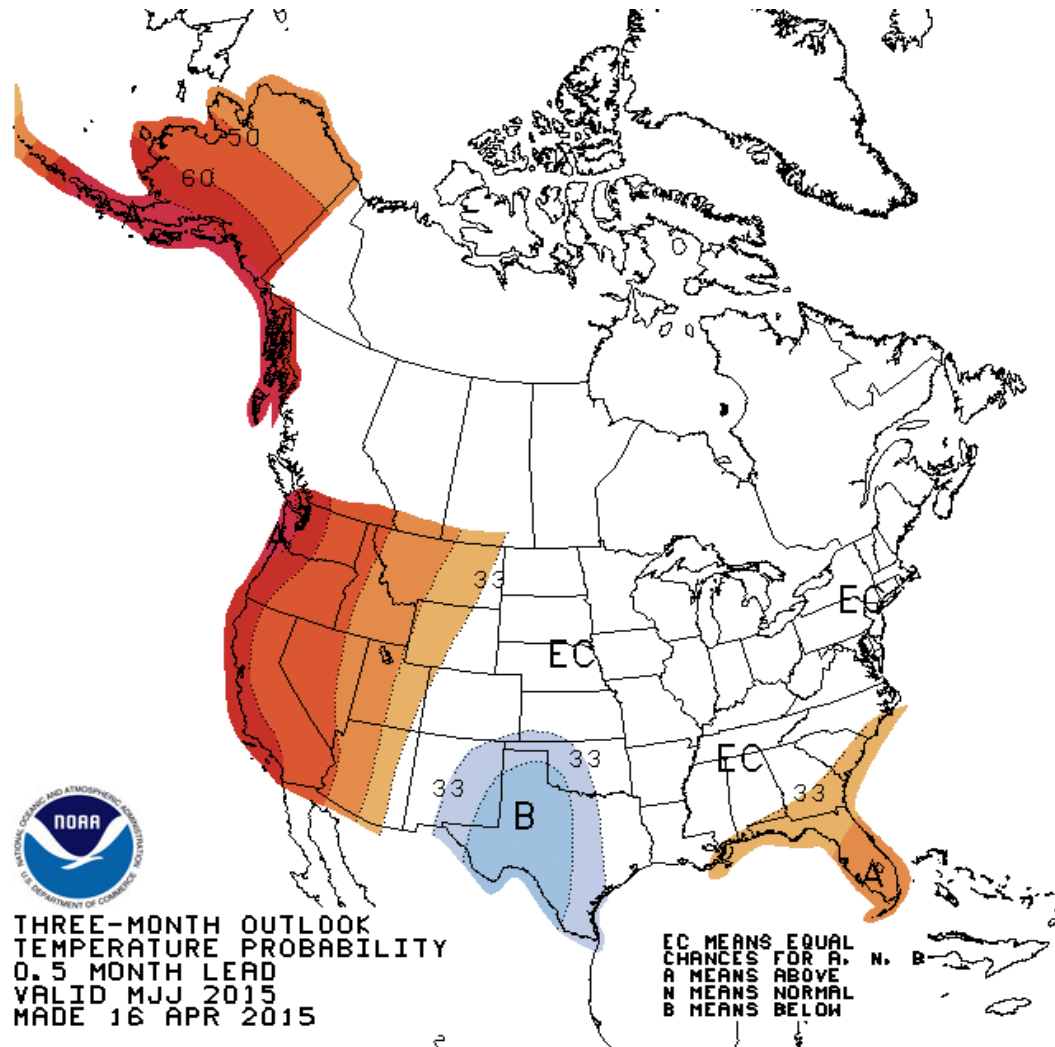 50
60
A
A
33
EC
EC
33
33
EC
33
B
A
NATIONAL OCEANIC AND ATMOSPHERIC ADMINISTRATION
NOAA
U.S. DEPARTMENT OF COMMERCE
THREE-MONTH OUTLOOK
TEMPERATURE PROBABILITY
0.5 MONTH LEAD
VALID MJJ 2015
MADE 16 APR 2015
EC MEANS EQUAL
CHANCES FOR A, N, B
A MEANS ABOVE
N MEANS NORMAL
B MEANS BELOW